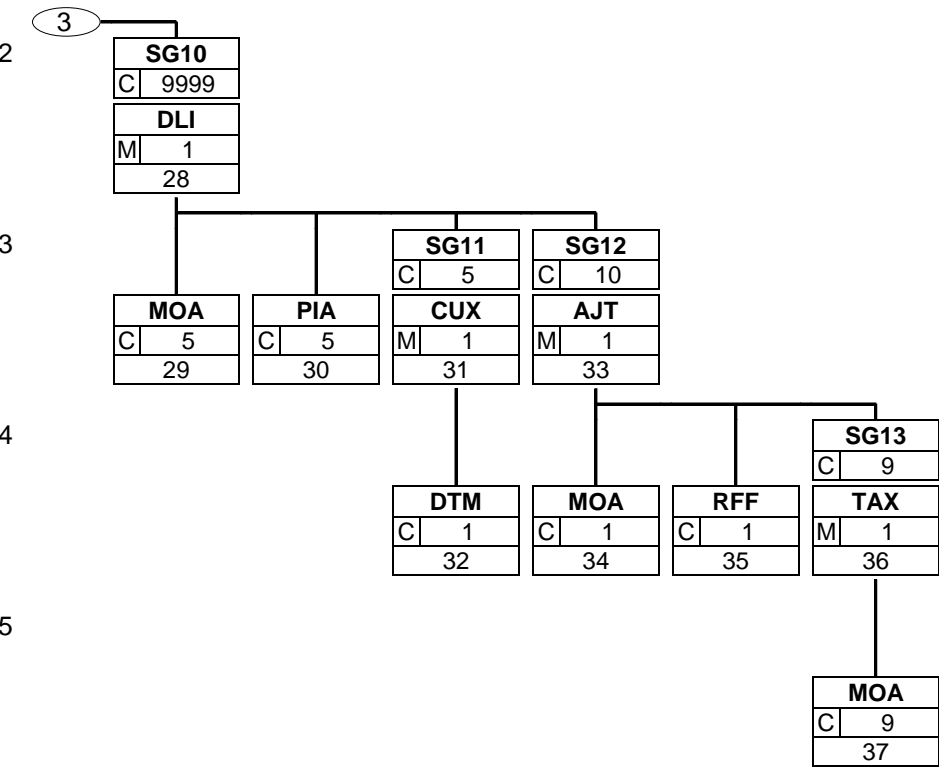 3
2
SG10
C 9999
DLI
M 1
28
3
SG11 SG12
C 5 C 10
MOA PIA CUX AJT
C 5 C 5 M 1 M 1
29 30 31 33
4
SG13
C 9
DTM MOA RFF TAX
C 1 C 1 C 1 M 1
32 34 35 36
5
MOA
C 9
37